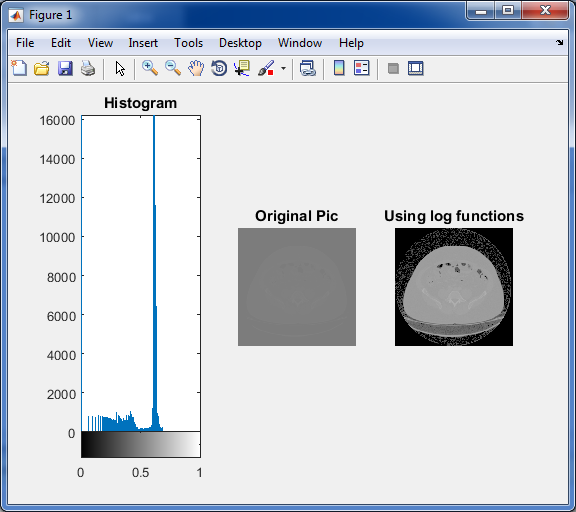 Figure 1
File Edit View Insert Tools Desktop Window Help
Histogram
16000
14000
12000
10000
8000
6000
4000
2000
0
0 0.5 1
Original Pic
Using log functions